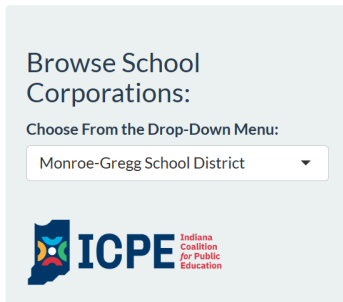 Browse School
Corporations:
Choose From the Drop-Down Menu:
Monroe-Gregg School District
ICPE
Indiana
Coalition
for Public
Education